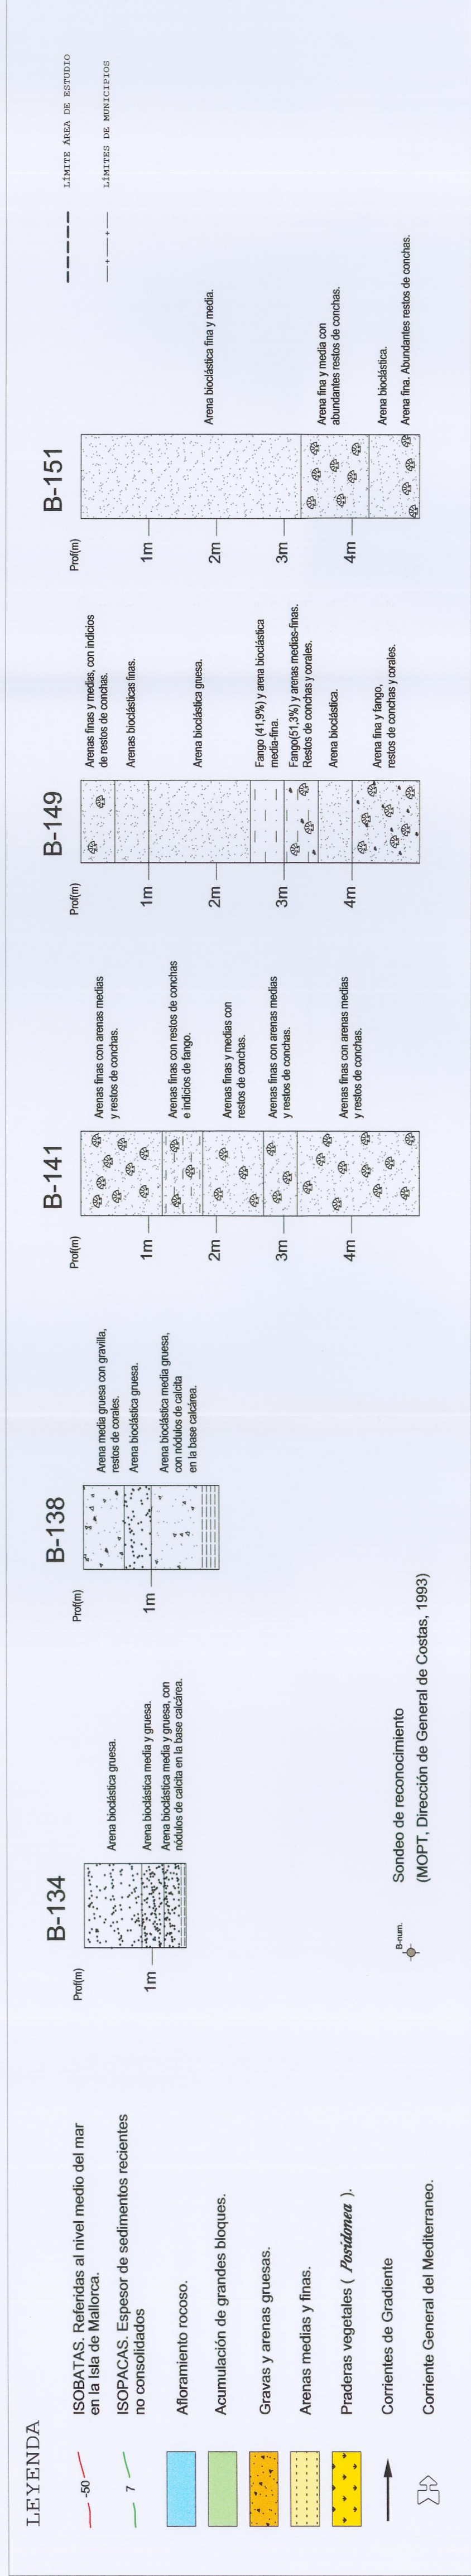 LEYENDA
-50
ISOBATAS. Referidas al nivel medio del mar
en la Isla de Mallorca.
7
ISOPACAS. Espesor de sedimentos recientes
no consolidados
Afloramiento rocoso.
Acumulación de grandes bloques.
Gravas y arenas gruesas.
Arenas medias y finas.
Praderas vegetales ( Posidonea ).
Corrientes de Gradiente
Corriente General del Mediterraneo.
B-134
Prof(m)
1m
Arena bioclástica gruesa.
Arena bioclástica media y gruesa.
Arena bioclástica media y gruesa, con
nódulos de calcita en la base calcárea.
B-num.
Sondeo de reconocimiento
(MOPT, Dirección de General de Costas, 1993)
B-138
Prof(m)
1m
Arena media gruesa con gravilla,
restos de corales.
Arena bioclástica gruesa.
Arena bioclástica media gruesa,
con nódulos de calcita
en la base calcárea.
B-141
Prof(m)
1m
2m
3m
4m
Arenas finas con arenas medias
y restos de conchas.
Arenas finas con restos de conchas
e indicios de fango.
Arenas finas y medias con
restos de conchas.
Arenas finas con arenas medias
y restos de conchas.
Arenas finas con arenas medias
y restos de conchas.
B-149
Prof(m)
1m
2m
3m
4m
Arenas finas y medias, con indicios
de restos de conchas.
Arenas bioclásticas finas.
Arena bioclástica gruesa.
Fango (41,9%) y arena bioclástica
media-fina.
Fango(51,3%) y arenas medias-finas.
Restos de conchas y corales.
Arena bioclástica.
Arena fina y fango,
restos de conchas y corales.
B-151
Prof(m)
1m
2m
3m
4m
Arena bioclástica fina y media.
Arena fina y media con
abundantes restos de conchas.
Arena bioclástica.
Arena fina. Abundantes restos de conchas.
LÍMITE ÁREA DE ESTUDIO
LÍMITES DE MUNICIPIOS